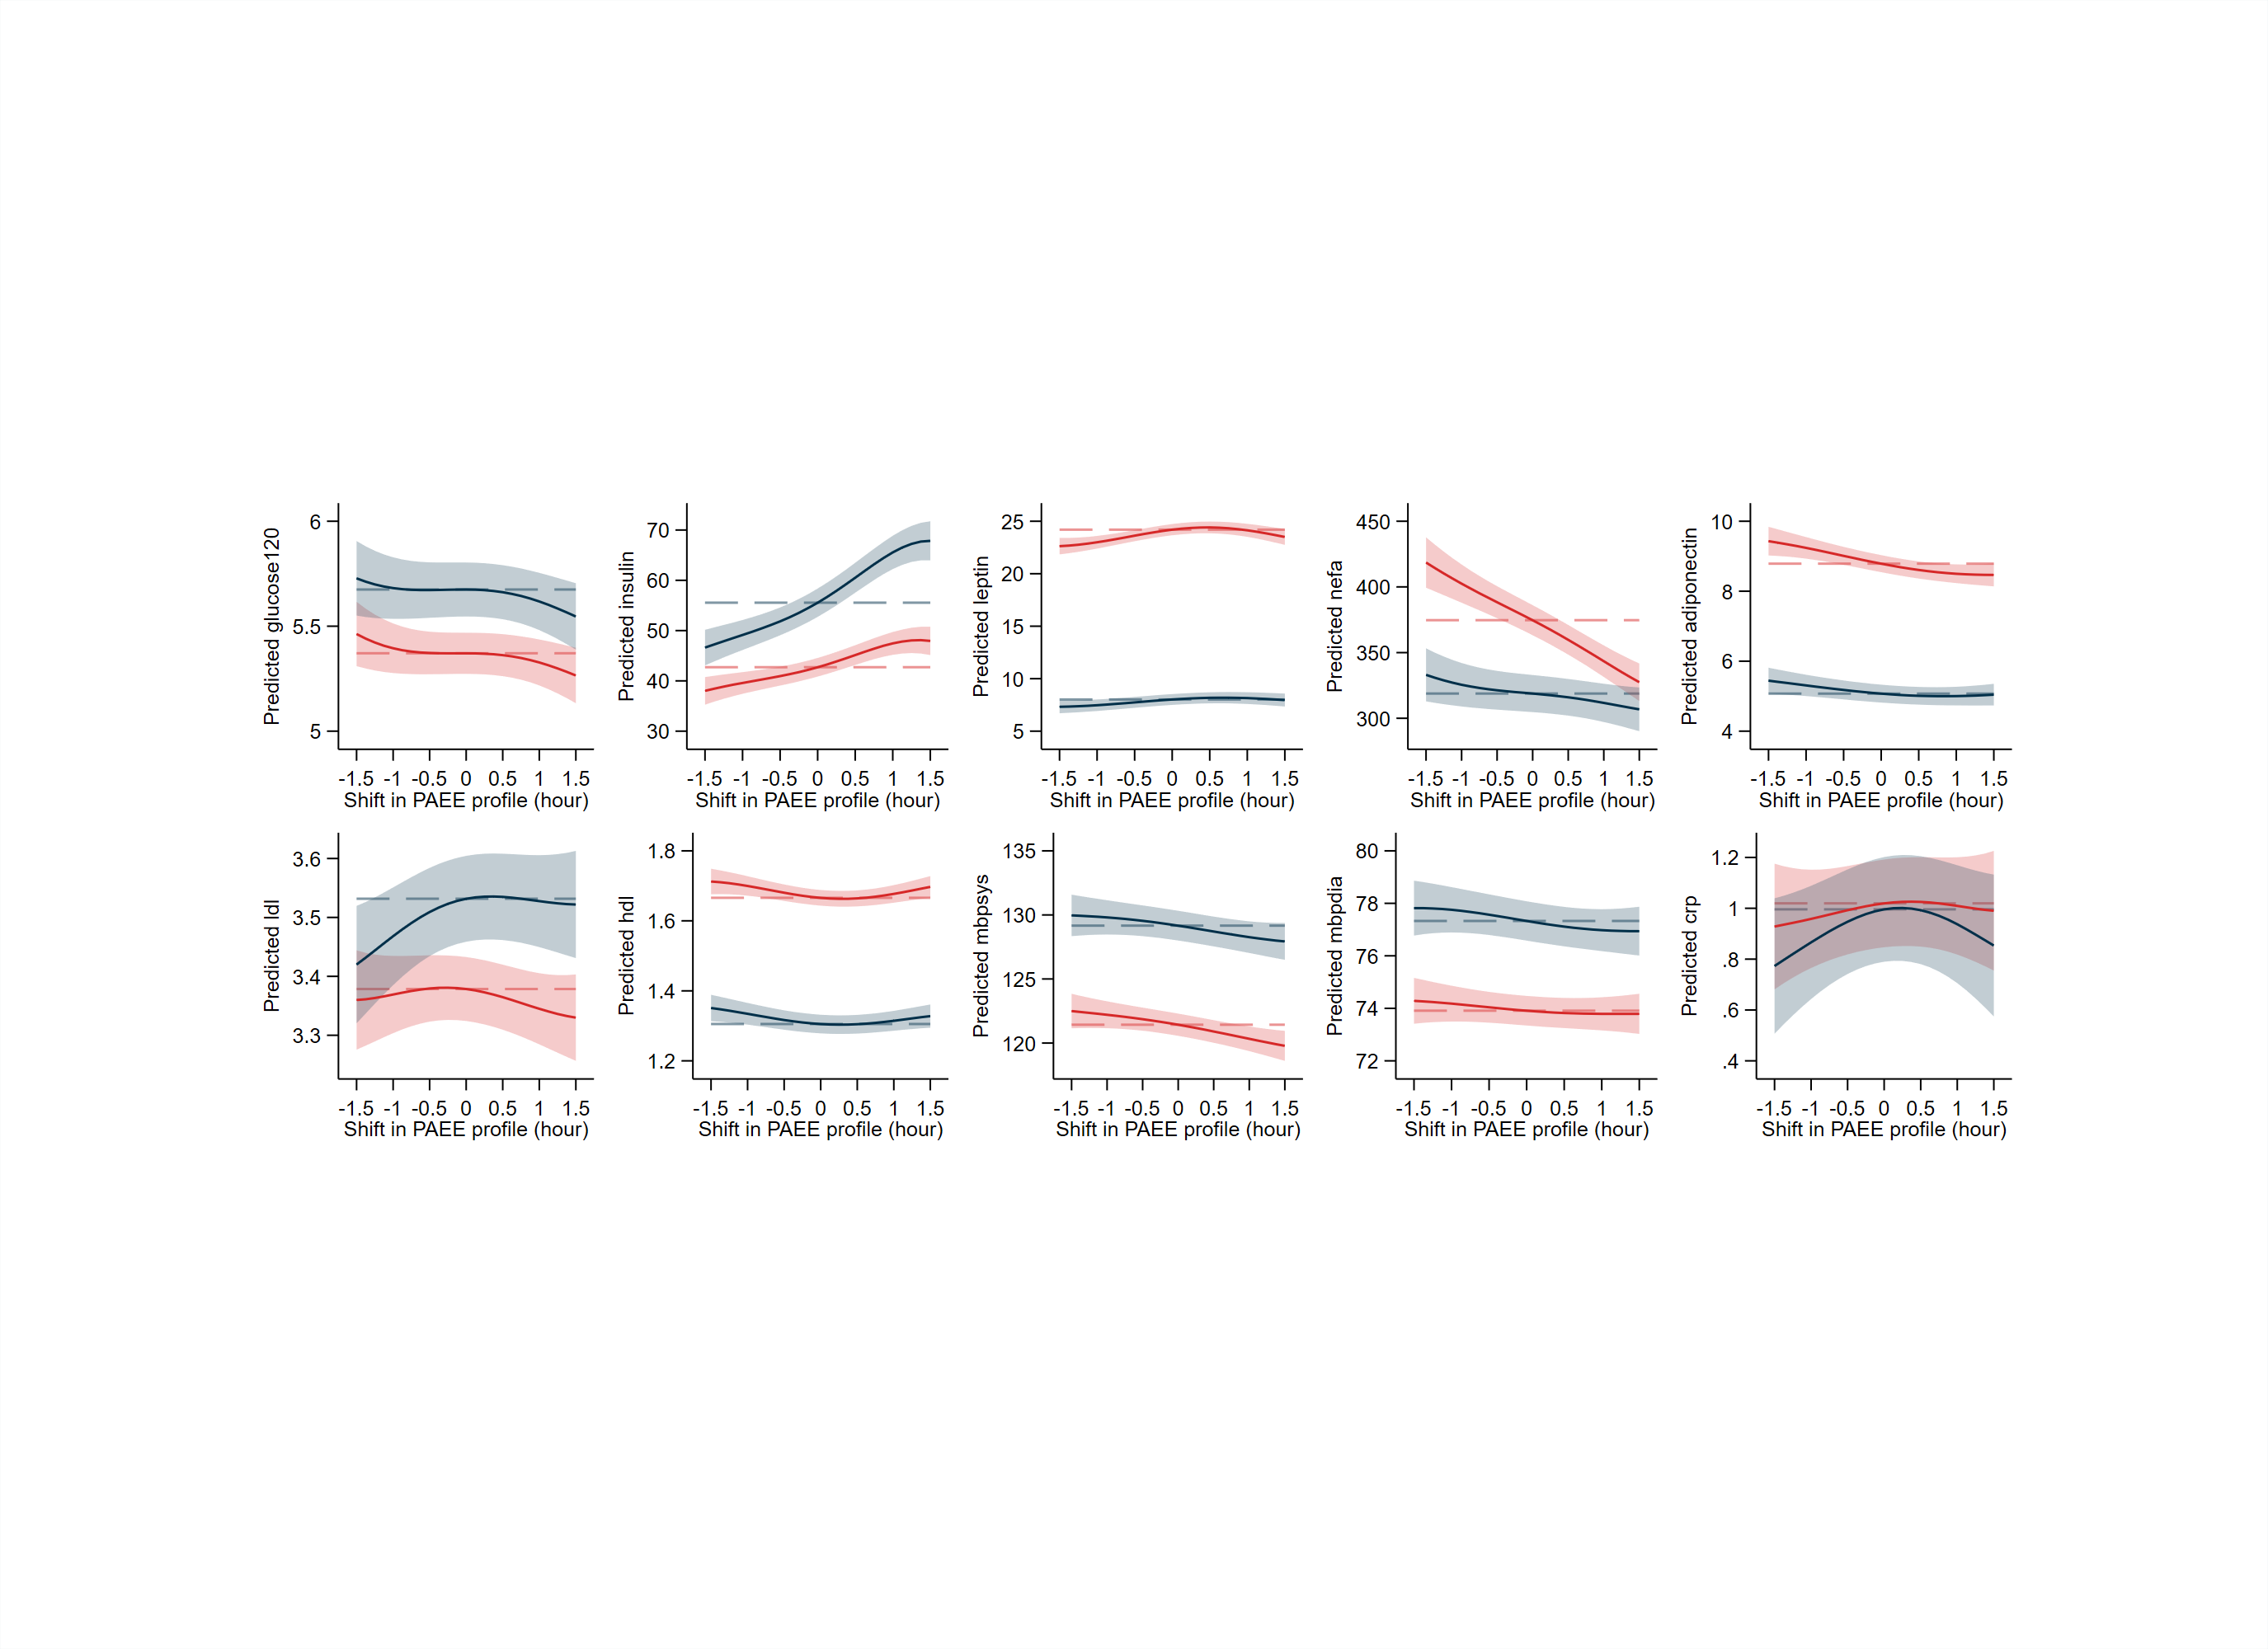 Predicted glucose120
6
5.5
5
-1.5 -1 -0.5 0 0.5 1 1.5
Shift in PAEE profile (hour)
Predicted insulin
70
60
50
40
30
-1.5 -1 -0.5 0 0.5 1 1.5
Shift in PAEE profile (hour)
Predicted leptin
25
20
15
10
5
-1.5 -1 -0.5 0 0.5 1 1.5
Shift in PAEE profile (hour)
Predicted nefa
450
400
350
300
-1.5 -1 -0.5 0 0.5 1 1.5
Shift in PAEE profile (hour)
Predicted adiponectin
10
8
6
4
-1.5 -1 -0.5 0 0.5 1 1.5
Shift in PAEE profile (hour)
Predicted ldl
3.6
3.5
3.4
3.3
-1.5 -1 -0.5 0 0.5 1 1.5
Shift in PAEE profile (hour)
Predicted hdl
1.8
1.6
1.4
1.2
-1.5 -1 -0.5 0 0.5 1 1.5
Shift in PAEE profile (hour)
Predicted mbpsys
135
130
125
120
-1.5 -1 -0.5 0 0.5 1 1.5
Shift in PAEE profile (hour)
Predicted mbpdia
80
78
76
74
72
-1.5 -1 -0.5 0 0.5 1 1.5
Shift in PAEE profile (hour)
Predicted crp
1.2
1
.8
.6
.4
-1.5 -1 -0.5 0 0.5 1 1.5
Shift in PAEE profile (hour)